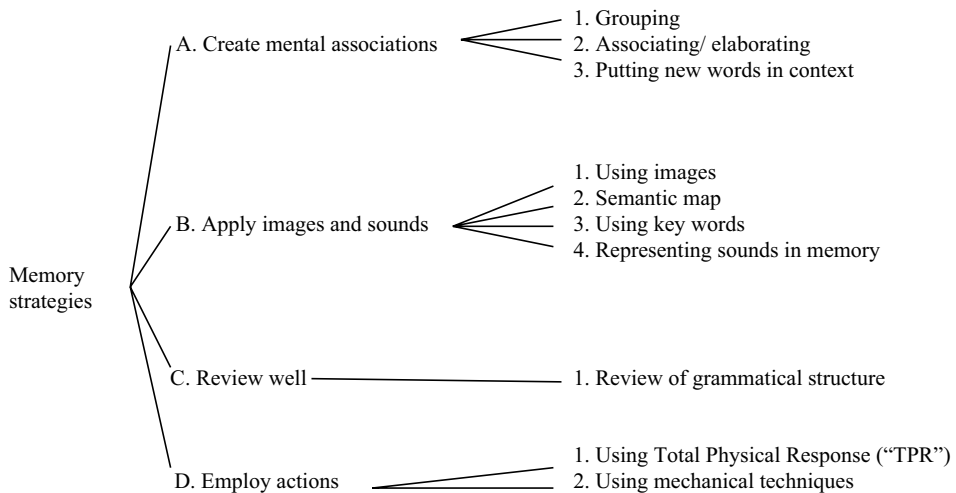 A. Create mental associations
1. Grouping
2. Associating/ elaborating
3. Putting new words in context
B. Apply images and sounds
1. Using images
2. Semantic map
3. Using key words
4. Representing sounds in memory
Memory
strategies
C. Review well
1. Review of grammatical structure
D. Employ actions
1. Using Total Physical Response (“TPR”)
2. Using mechanical techniques